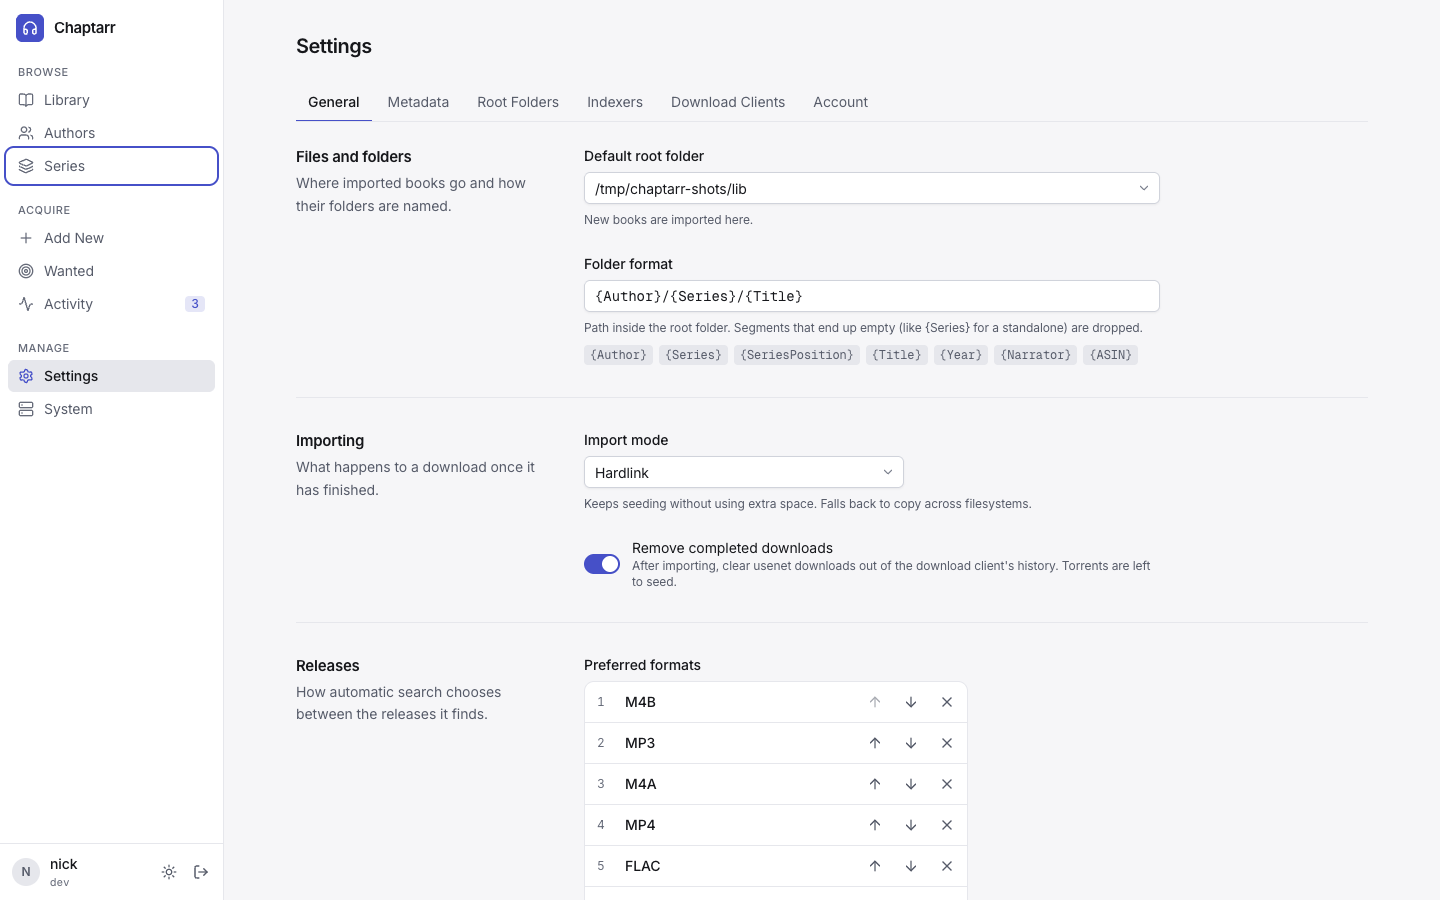 Chaptarr
BROWSE
Library
Authors
Series
ACQUIRE
Add New
Wanted
Activity 3
MANAGE
Settings
System
N
nick
dev
Settings
General Metadata Root Folders Indexers Download Clients Account
Files and folders
Where imported books go and how
their folders are named.
Default root folder
/tmp/chaptarr-shots/lib
New books are imported here.
Folder format
{Author}/{Series}/{Title}
Path inside the root folder. Segments that end up empty (like {Series} for a standalone) are dropped.
{Author} {Series} {SeriesPosition} {Title} {Year} {Narrator} {ASIN}
Importing
What happens to a download once it
has finished.
Import mode
Hardlink
Keeps seeding without using extra space. Falls back to copy across filesystems.
Remove completed downloads
After importing, clear usenet downloads out of the download client's history. Torrents are left
to seed.
Releases
How automatic search chooses
between the releases it finds.
Preferred formats
1 M4B
2 MP3
3 M4A
4 MP4
5 FLAC